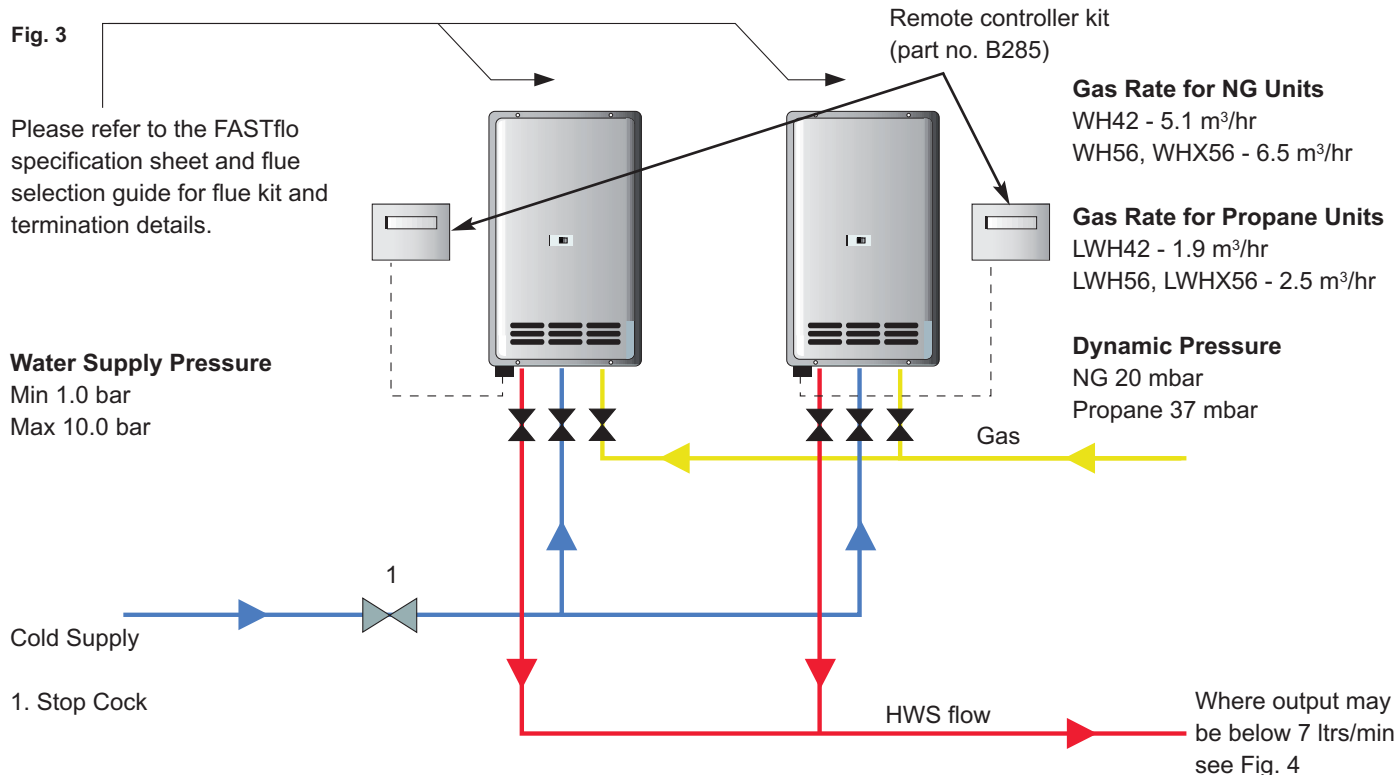 Fig. 3
Please refer to the FASTflo
specification sheet and flue
selection guide for flue kit and
termination details.
Remote controller kit
(part no. B285)
Gas Rate for NG Units
WH42 - 5.1 m³/hr
WH56, WHX56 - 6.5 m³/hr
Gas Rate for Propane Units
LWH42 - 1.9 m³/hr
LWH56, LWHX56 - 2.5 m³/hr
Water Supply Pressure
Min 1.0 bar
Max 10.0 bar
Dynamic Pressure
NG 20 mbar
Propane 37 mbar
Gas
1
Cold Supply
1. Stop Cock
HWS flow
Where output may
be below 7 ltrs/min
see Fig. 4